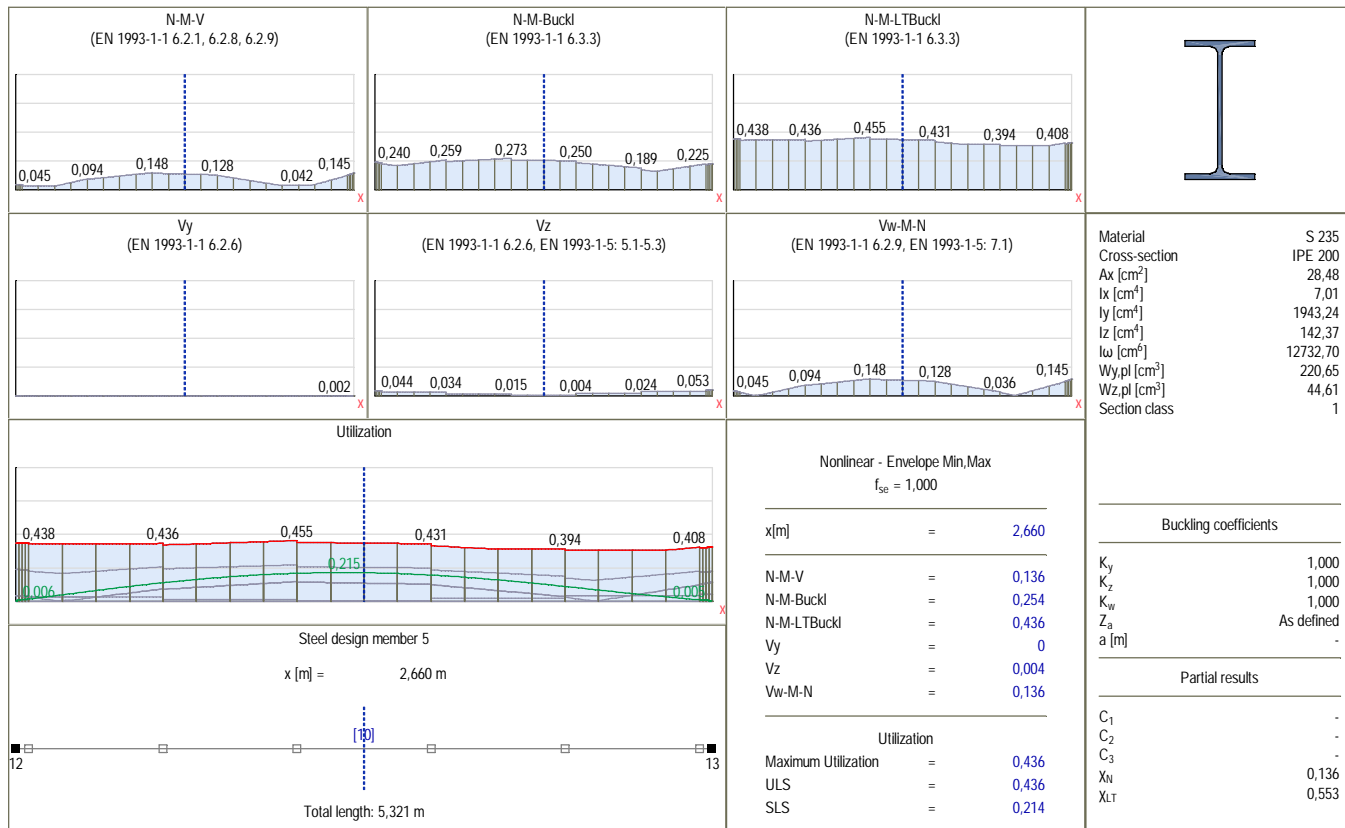 N-M-V
(EN 1993-1-1 6.2.1, 6.2.8, 6.2.9)
0,045
0,094
0,148
0,128
0,042
0,145
x
N-M-Buckl
(EN 1993-1-1 6.3.3)
0,240
0,259
0,273
0,250
0,189
0,225
x
N-M-LTBuckl
(EN 1993-1-1 6.3.3)
0,438
0,436
0,455
0,431
0,394
0,408
x
Vy
(EN 1993-1-1 6.2.6)
0,002
x
Vz
(EN 1993-1-1 6.2.6, EN 1993-1-5: 5.1-5.3)
0,044
0,034
0,015
0,004
0,024
0,053
x
Vw-M-N
(EN 1993-1-1 6.2.9, EN 1993-1-5: 7.1)
0,045
0,094
0,148
0,128
0,036
0,145
x
Material S 235
Cross-section IPE 200
Ax [cm²] 28,48
Ix [cm⁴] 7,01
Iy [cm⁴] 1943,24
Iz [cm⁴] 142,37
Iω [cm⁶] 12732,70
Wy,pl [cm³] 220,65
Wz,pl [cm³] 44,61
Section class 1
Utilization
0,438
0,436
0,455
0,431
0,394
0,408
0,215
0,006
x
Nonlinear - Envelope Min,Max
fse = 1,000
x[m] = 2,660
N-M-V = 0,136
N-M-Buckl = 0,254
N-M-LTBuckl = 0,436
Vy = 0
Vz = 0,004
Vw-M-N = 0,136
Utilization
Maximum Utilization = 0,436
ULS = 0,436
SLS = 0,214
Buckling coefficients
Ky 1,000
Kz 1,000
Kw 1,000
Za As defined
a [m] -
Partial results
C1 -
C2 -
C3 -
χN 0,136
χLT 0,553
Steel design member 5
x [m] = 2,660 m
[10]
12
13
Total length: 5,321 m